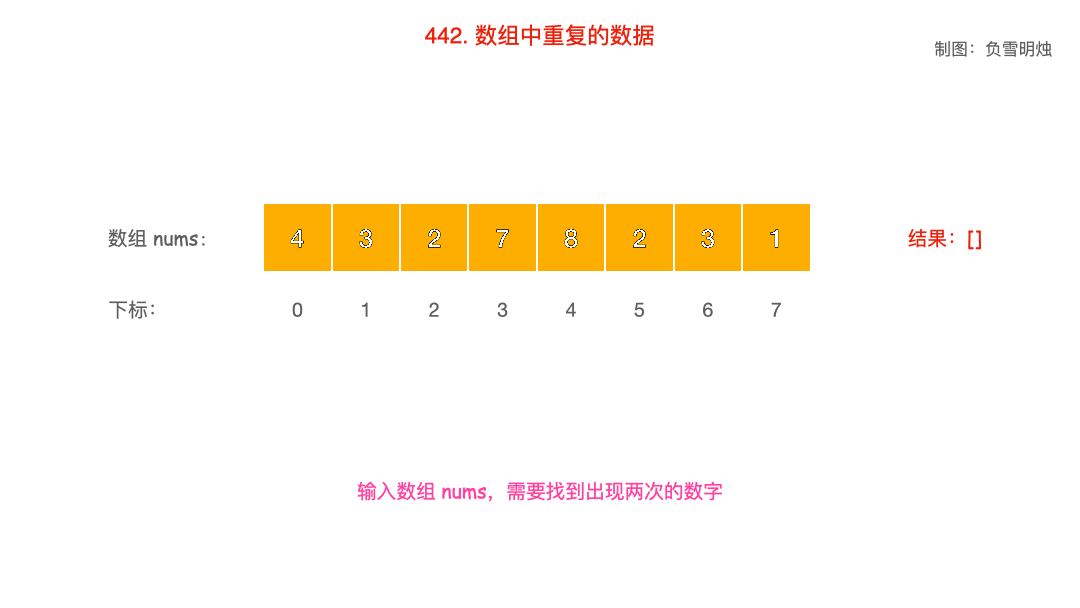 442. 数组中重复的数据
制图：负雪明烛
数组 nums： 4 3 2 7 8 2 3 1 结果：[]
下标： 0 1 2 3 4 5 6 7
输入数组 nums，需要找到出现两次的数字